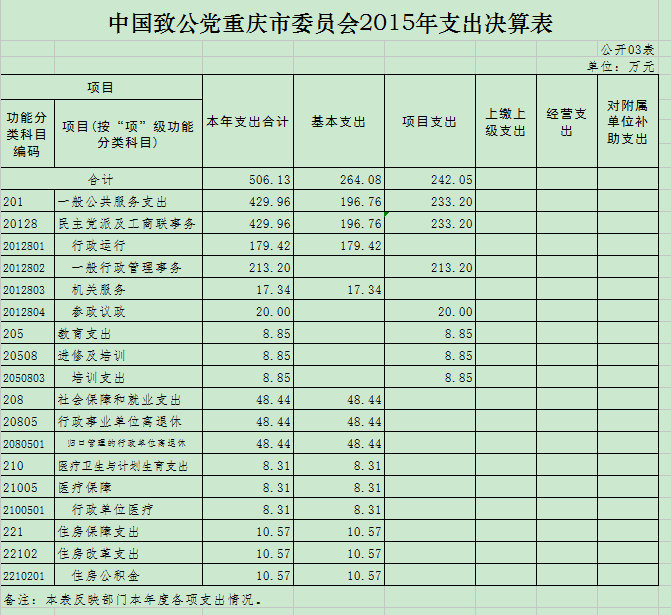 中国致公党重庆市委员会2015年支出决算表
公开03表
单位：万元
项目 本年支出合计 基本支出 项目支出 上缴上级支出 经营支出 对附属单位补助支出
功能分类科目编码 项目(按“项”级功能分类科目)
合计 506.13 264.08 242.05
201 一般公共服务支出 429.96 196.76 233.20
20128 民主党派及工商联事务 429.96 196.76 233.20
2012801 行政运行 179.42 179.42
2012802 一般行政管理事务 213.20 213.20
2012803 机关服务 17.34 17.34
2012804 参政议政 20.00 20.00
205 教育支出 8.85 8.85
20508 进修及培训 8.85 8.85
2050803 培训支出 8.85 8.85
208 社会保障和就业支出 48.44 48.44
20805 行政事业单位离退休 48.44 48.44
2080501 归口管理的行政单位离退休 48.44 48.44
210 医疗卫生与计划生育支出 8.31 8.31
21005 医疗保障 8.31 8.31
2100501 行政单位医疗 8.31 8.31
221 住房保障支出 10.57 10.57
22102 住房改革支出 10.57 10.57
2210201 住房公积金 10.57 10.57
备注：本表反映部门本年度各项支出情况。